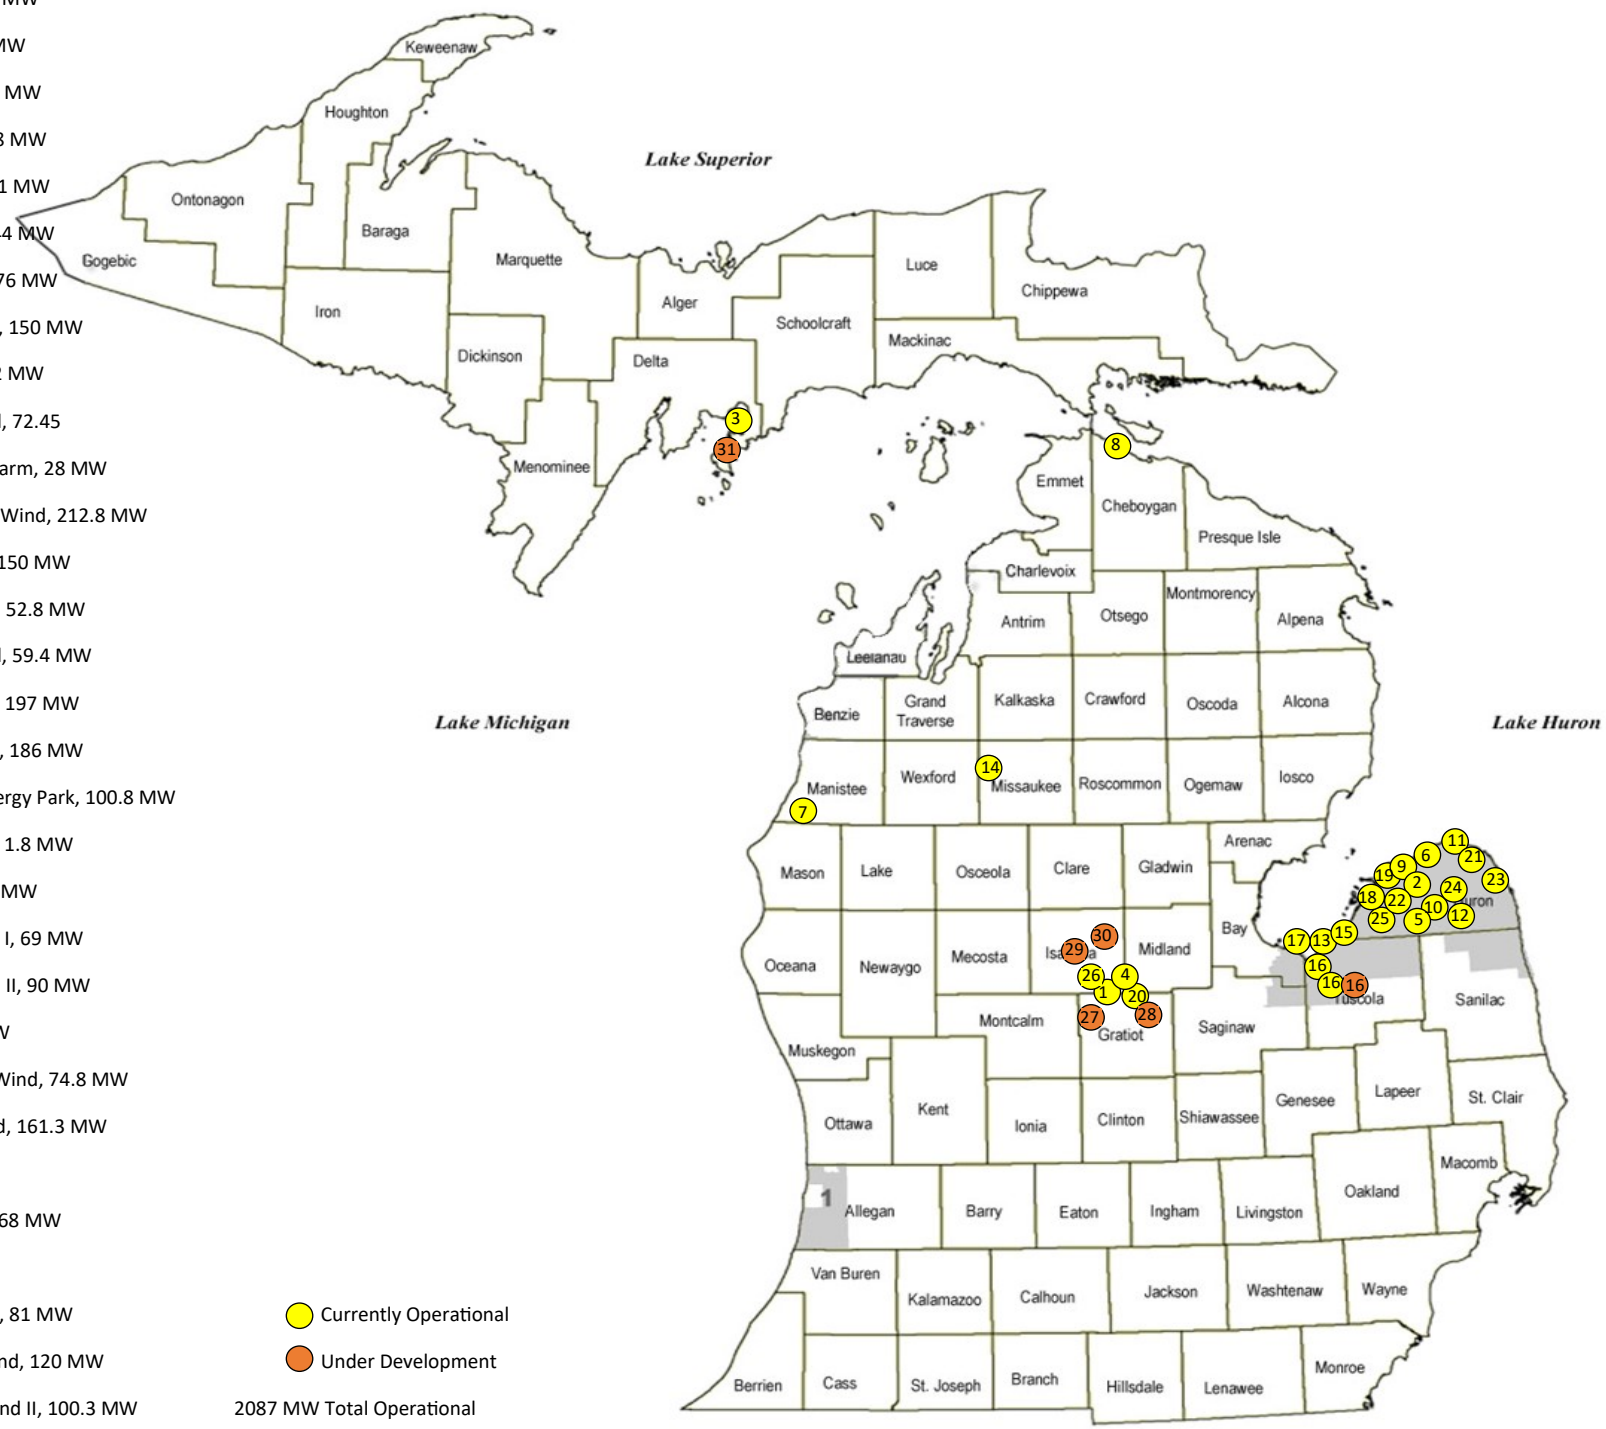 MW
MW
MW
8 MW
1 MW
44 MW
76 MW
, 150 MW
2 MW
l, 72.45
arm, 28 MW
Wind, 212.8 MW
150 MW
52.8 MW
l, 59.4 MW
197 MW
, 186 MW
ergy Park, 100.8 MW
1.8 MW
MW
I, 69 MW
II, 90 MW
W
Wind, 74.8 MW
d, 161.3 MW
68 MW
, 81 MW
nd, 120 MW
nd II, 100.3 MW
Currently Operational
Under Development
2087 MW Total Operational
Lake Superior
Lake Michigan
Lake Huron
Keweenaw
Houghton
Ontonagon
Baraga
Gogebic
Marquette
Iron
Alger
Luce
Chippewa
Schoolcraft
Mackinac
Dickinson
Delta
3
31
Menominee
8
Emmet
Cheboygan
Presque Isle
Charlevoix
Montmorency
Antrim
Otsego
Alpena
Leelanau
Benzie
Grand
Traverse
Kalkaska
Crawford
Oscoda
Alcona
14
Manistee
Wexford
Missaukee
Roscommon
Ogemaw
Iosco
7
Arenac
Mason
Lake
Osceola
Clare
Gladwin
11
6
21
9
19
2
23
24
18
22
10
uron
25
5
12
15
17
13
16
16
16
Tuscola
Sanilac
Bay
Oceana
Newaygo
Mecosta
30
29
Isa
a
Midland
26
4
1
20
27
28
Montcalm
Gratiot
Saginaw
Muskegon
Kent
Ottawa
Ionia
Clinton
Shiawassee
Genesee
Lapeer
St. Clair
Macomb
Oakland
1
Allegan
Barry
Eaton
Ingham
Livingston
Van Buren
Kalamazoo
Calhoun
Jackson
Washtenaw
Wayne
Berrien
Cass
St. Joseph
Branch
Hillsdale
Lenawee
Monroe